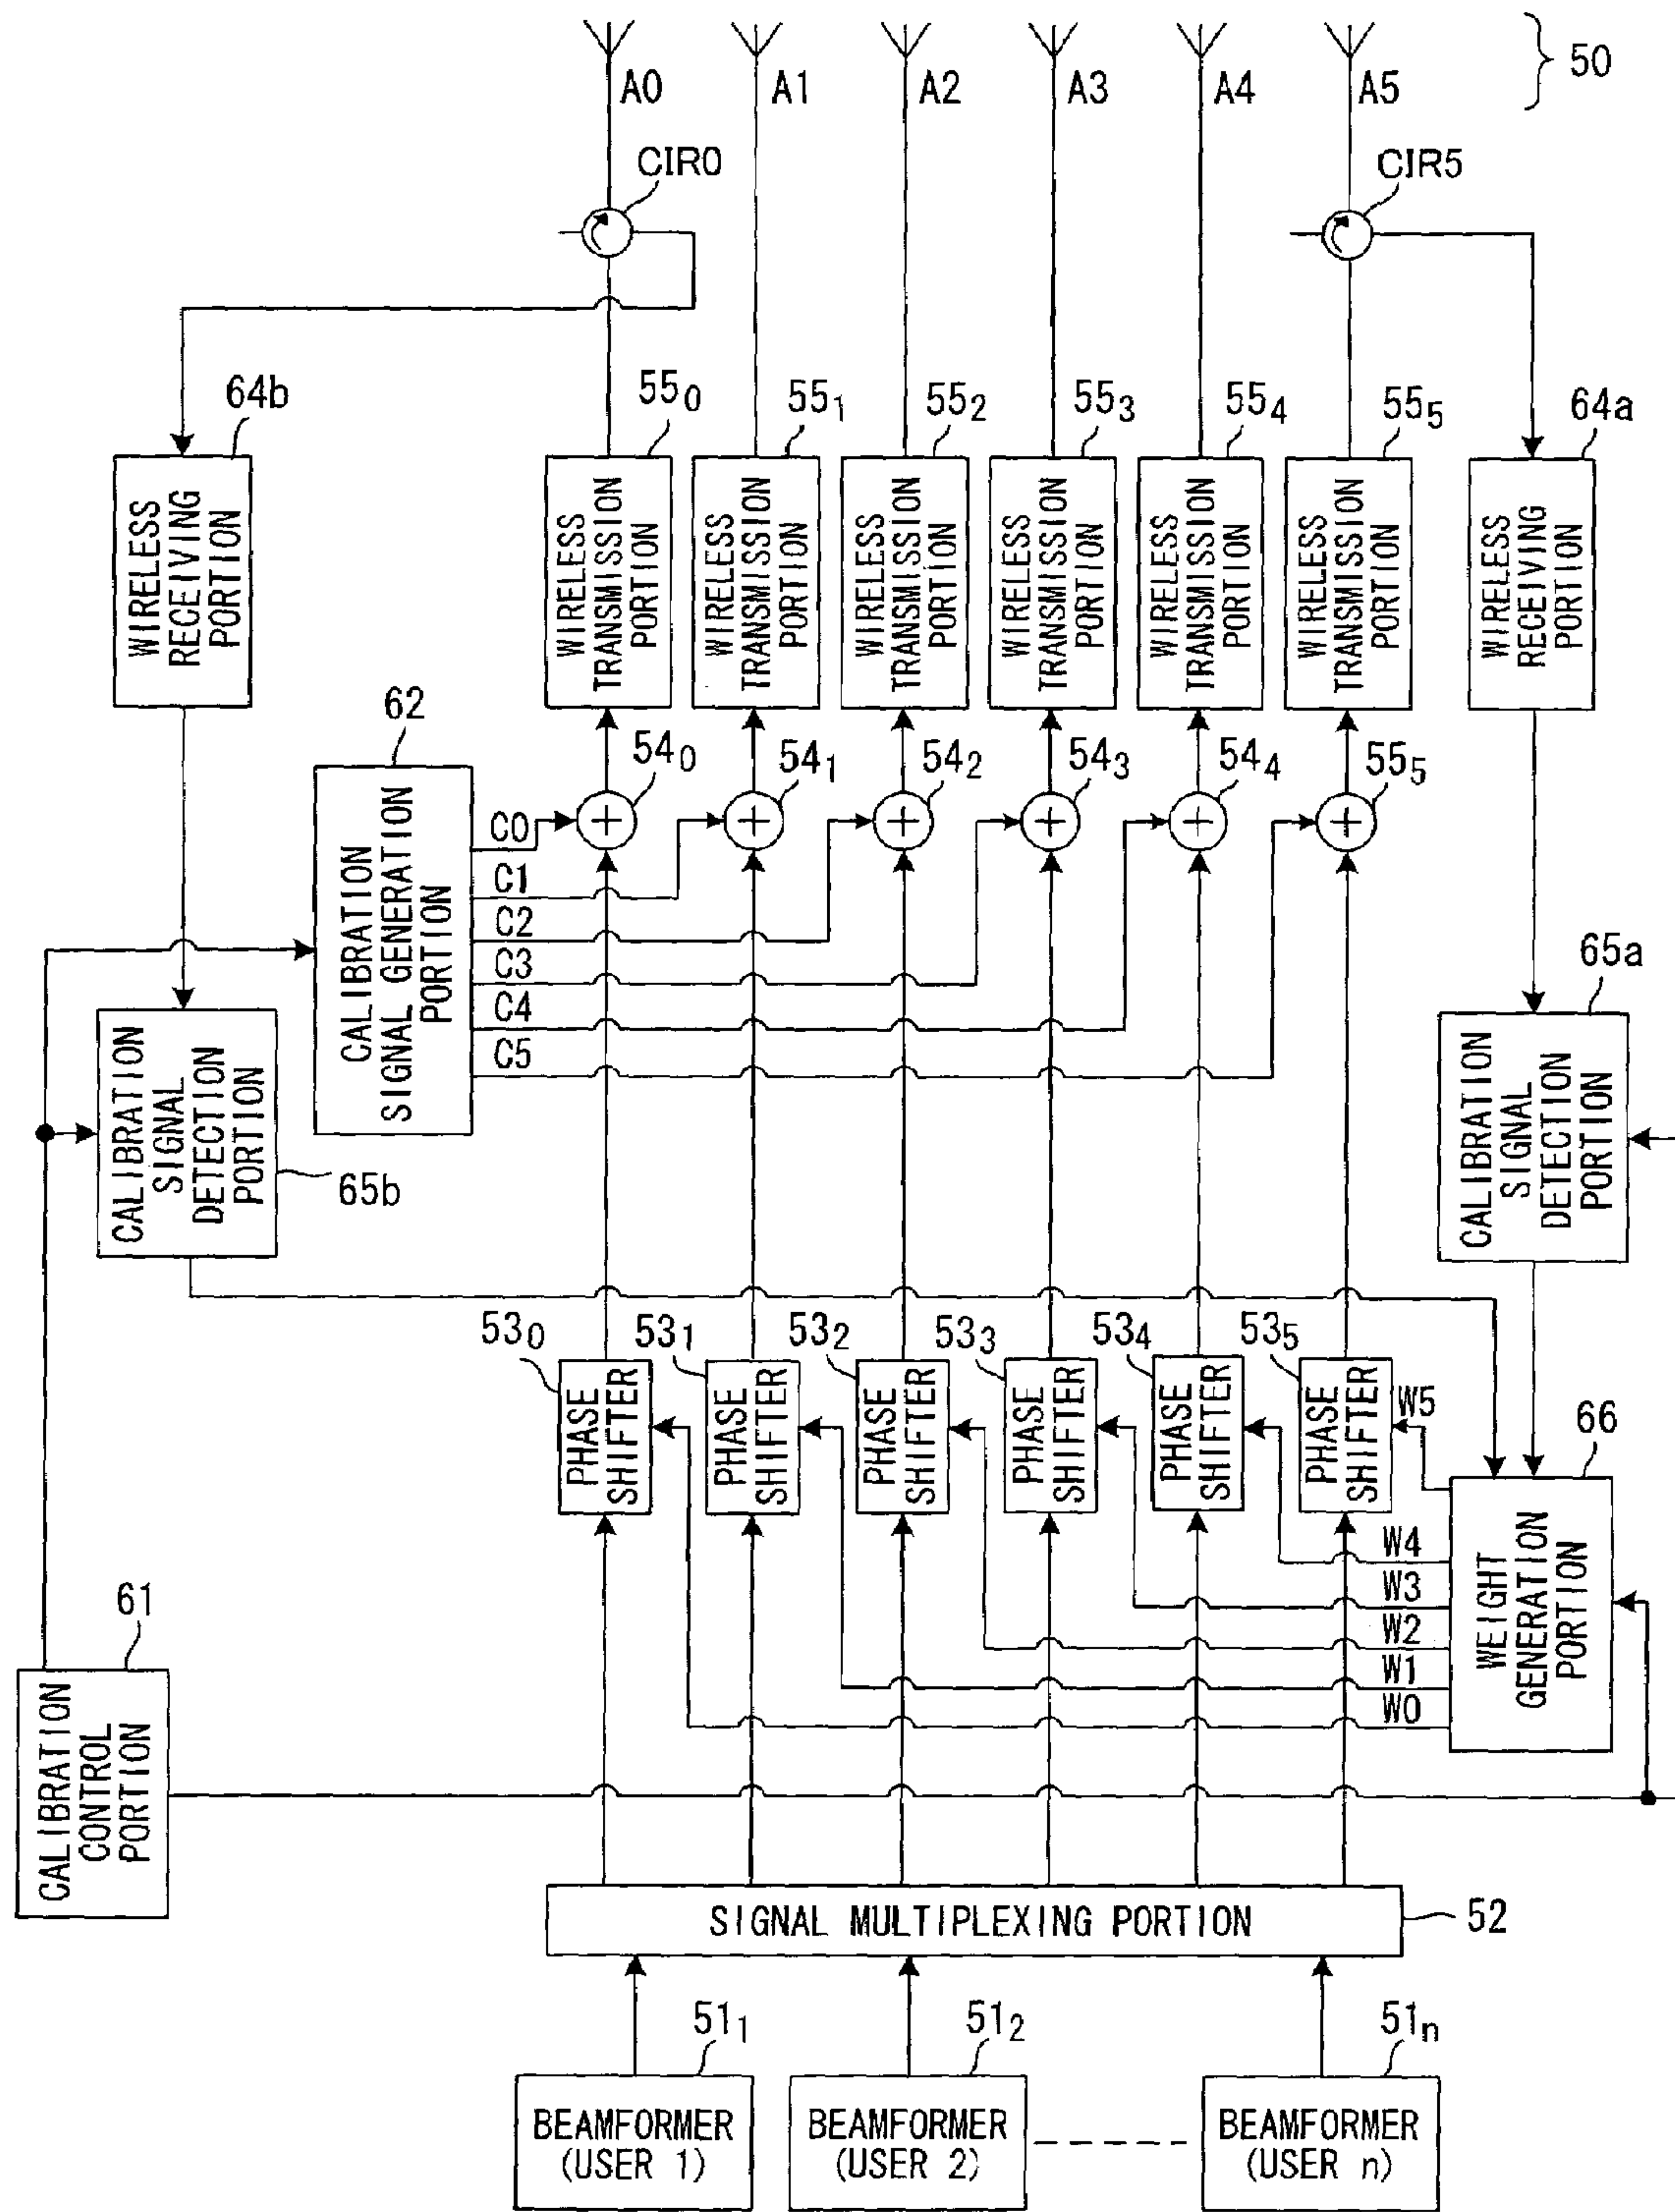 50
A0 A1 A2 A3 A4 A5
CIR0 CIR5
64b 55₀ 55₁ 55₂ 55₃ 55₄ 55₅ 64a
WIRELESS
RECEIVING
PORTION
WIRELESS
TRANSMISSION
PORTION
WIRELESS
TRANSMISSION
PORTION
WIRELESS
TRANSMISSION
PORTION
WIRELESS
TRANSMISSION
PORTION
WIRELESS
TRANSMISSION
PORTION
WIRELESS
TRANSMISSION
PORTION
WIRELESS
RECEIVING
PORTION
62 54₀ 54₁ 54₂ 54₃ 54₄ 55₅
+ + + + + +
CALIBRATION
SIGNAL GENERATION
PORTION
C0
C1
C2
C3
C4
C5
65a
CALIBRATION
SIGNAL
DETECTION
PORTION
65b
CALIBRATION
SIGNAL
DETECTION
PORTION
53₀ 53₁ 53₂ 53₃ 53₄ 53₅
PHASE
SHIFTER
PHASE
SHIFTER
PHASE
SHIFTER
PHASE
SHIFTER
PHASE
SHIFTER
PHASE
SHIFTER
W5
66
W4
W3
W2
W1
W0
WEIGHT
GENERATION
PORTION
61
CALIBRATION
CONTROL
PORTION
SIGNAL MULTIPLEXING PORTION 52
51₁ 51₂ 51ₙ
BEAMFORMER
(USER 1)
BEAMFORMER
(USER 2)
BEAMFORMER
(USER n)